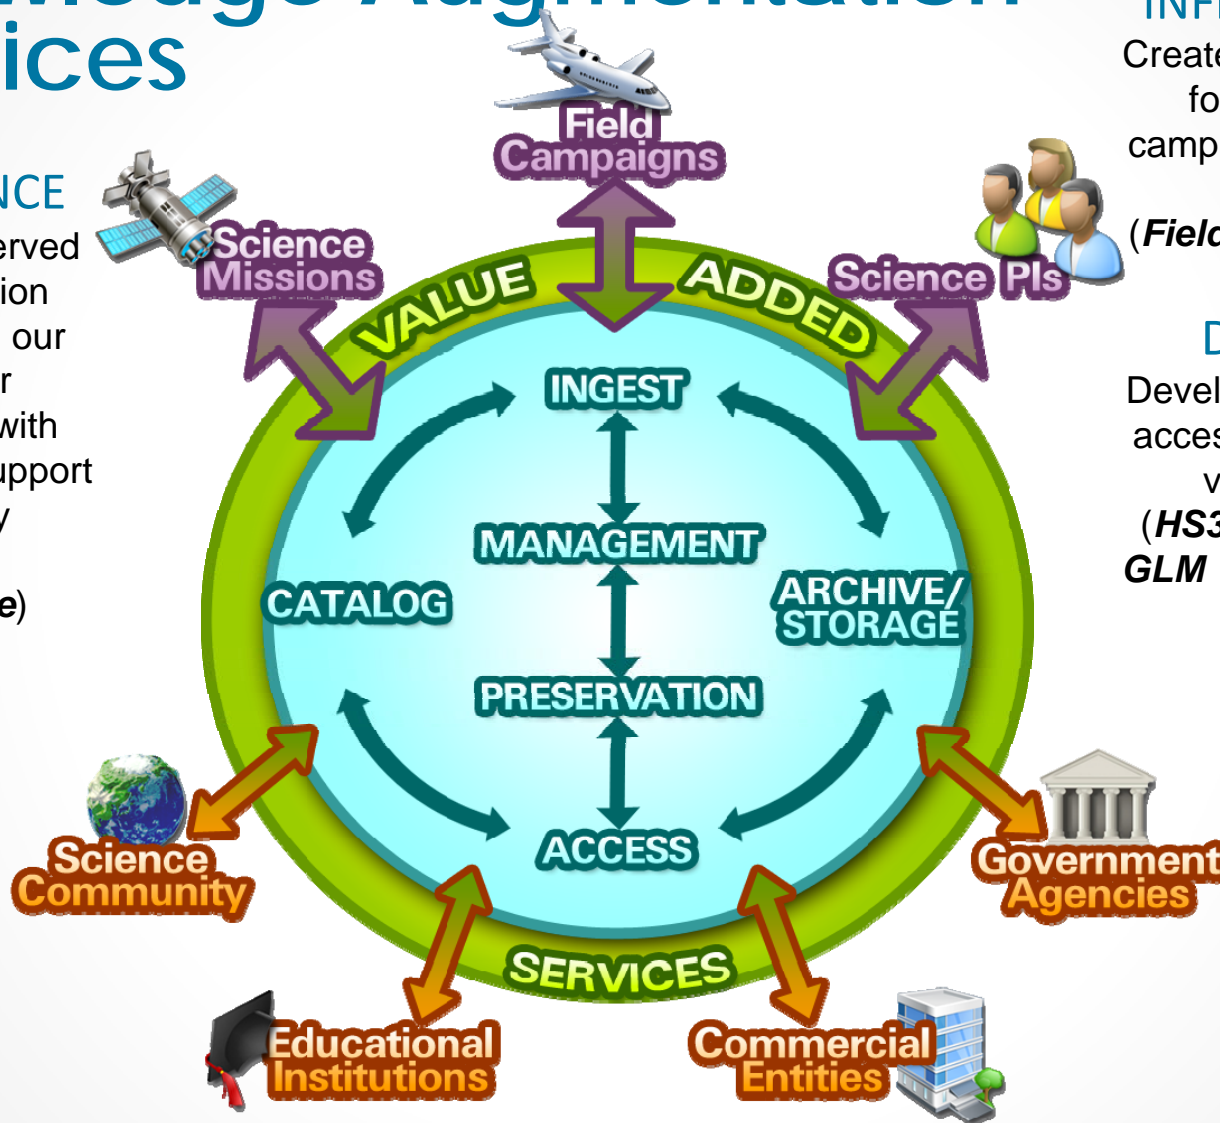 Augmentation
ices
NCE
erved
ion
our
r
with
upport
y
e)
Create
fo
camp
(Field
D
Devel
acces
v
(HS3
GLM
Field
Campaigns
Science
Missions
Science PIs
VALUE ADDED
INGEST
MANAGEMENT
CATALOG
ARCHIVE/
STORAGE
PRESERVATION
ACCESS
SERVICES
Science
Community
Government
Agencies
Educational
Institutions
Commercial
Entities